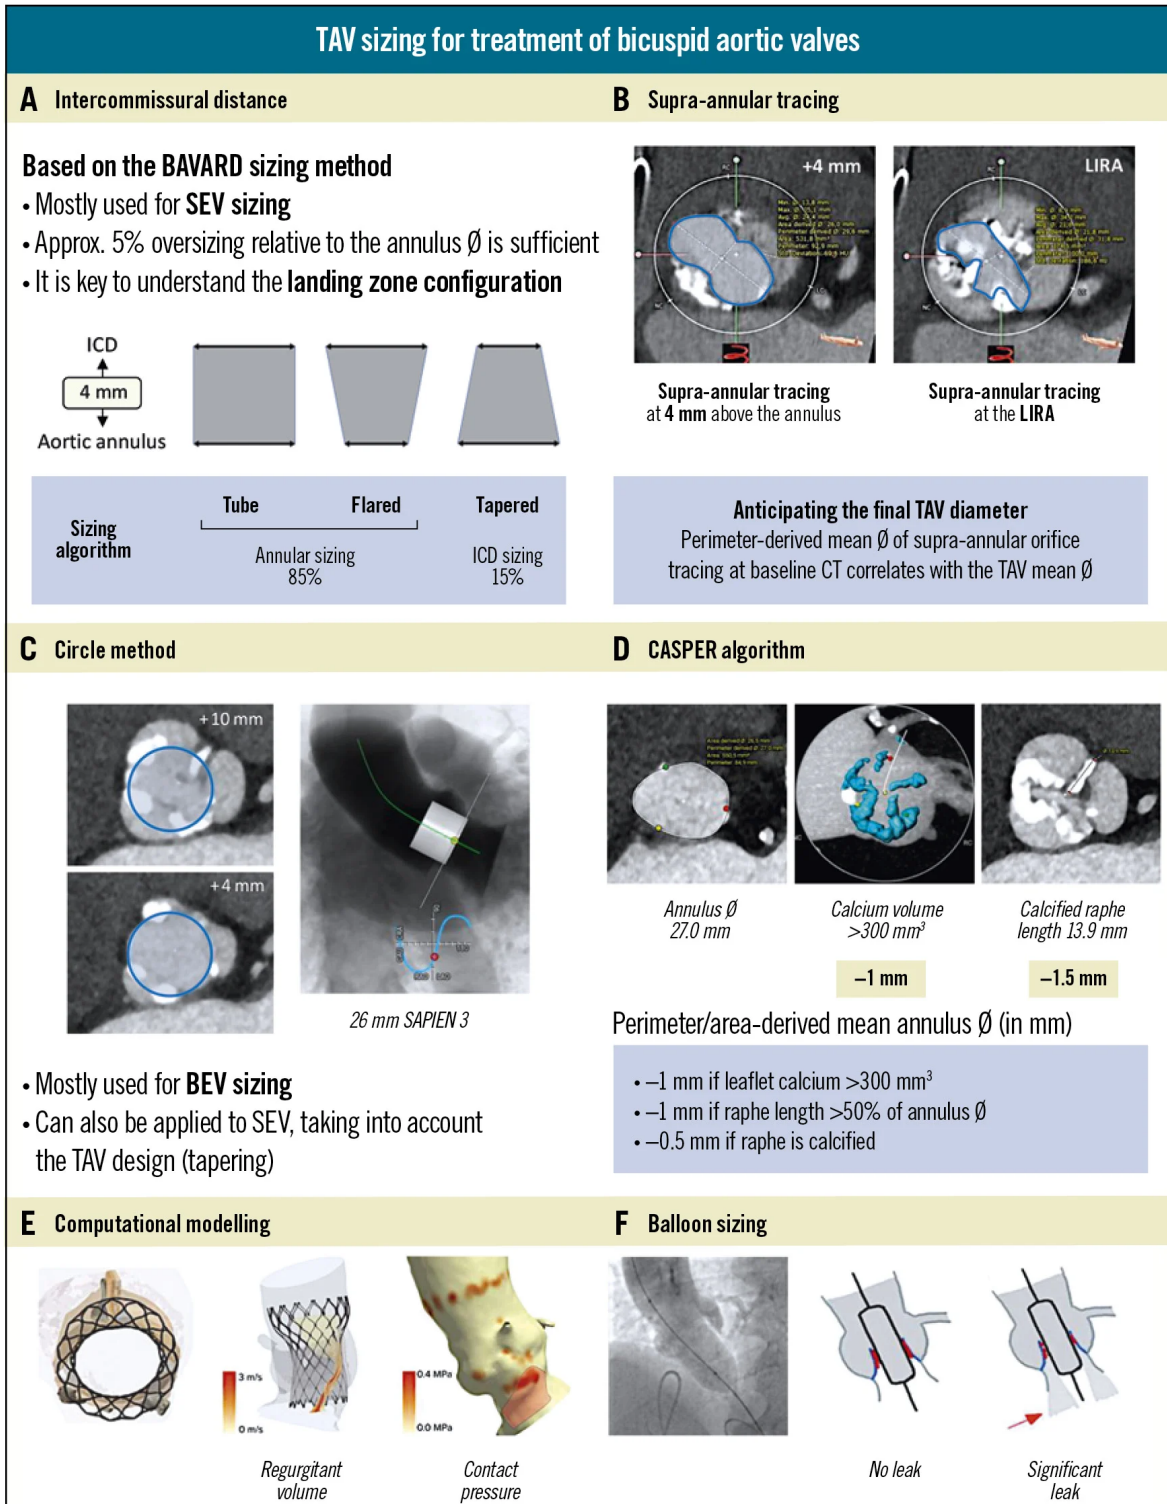 TAV sizing for treatment of bicuspid aortic valves
A Intercommissural distance
Based on the BAVARD sizing method
• Mostly used for SEV sizing
• Approx. 5% oversizing relative to the annulus Ø is sufficient
• It is key to understand the landing zone configuration
ICD
4 mm
Aortic annulus
Sizing
algorithm
Tube
Flared
Tapered
Annular sizing
85%
ICD sizing
15%
B Supra-annular tracing
+4 mm
LIRA
Supra-annular tracing
at 4 mm above the annulus
Supra-annular tracing
at the LIRA
Anticipating the final TAV diameter
Perimeter-derived mean Ø of supra-annular orifice
tracing at baseline CT correlates with the TAV mean Ø
C Circle method
+10 mm
+4 mm
26 mm SAPIEN 3
• Mostly used for BEV sizing
• Can also be applied to SEV, taking into account
the TAV design (tapering)
D CASPER algorithm
Annulus Ø
27.0 mm
Calcium volume
>300 mm³
–1 mm
Calcified raphe
length 13.9 mm
–1.5 mm
Perimeter/area-derived mean annulus Ø (in mm)
• –1 mm if leaflet calcium >300 mm³
• –1 mm if raphe length >50% of annulus Ø
• –0.5 mm if raphe is calcified
E Computational modelling
3 m/s
0 m/s
Regurgitant
volume
0.4 MPa
0.0 MPa
Contact
pressure
F Balloon sizing
No leak
Significant
leak